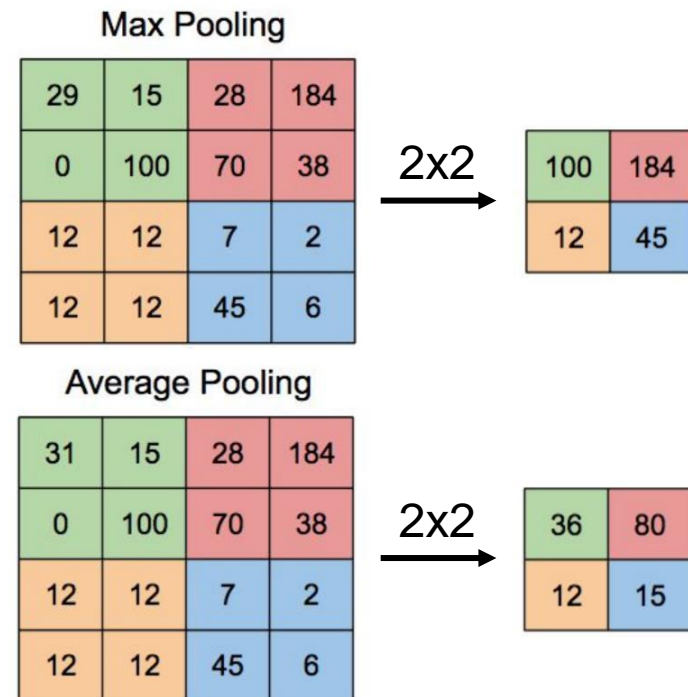 Max Pooling
29 15 28 184
0 100 70 38
12 12 7 2
12 12 45 6
2x2
100 184
12 45
Average Pooling
31 15 28 184
0 100 70 38
12 12 7 2
12 12 45 6
2x2
36 80
12 15